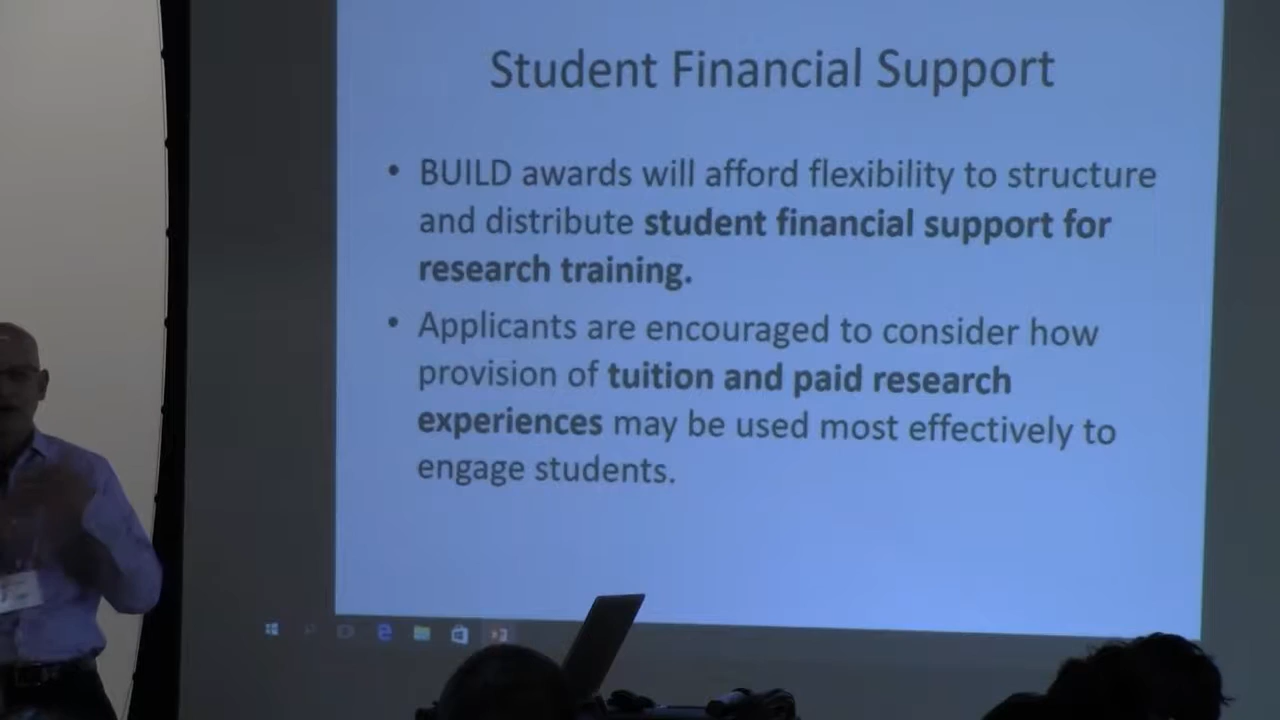 Student Financial Support
• BUILD awards will afford flexibility to structure
and distribute student financial support for
research training.
• Applicants are encouraged to consider how
provision of tuition and paid research
experiences may be used most effectively to
engage students.